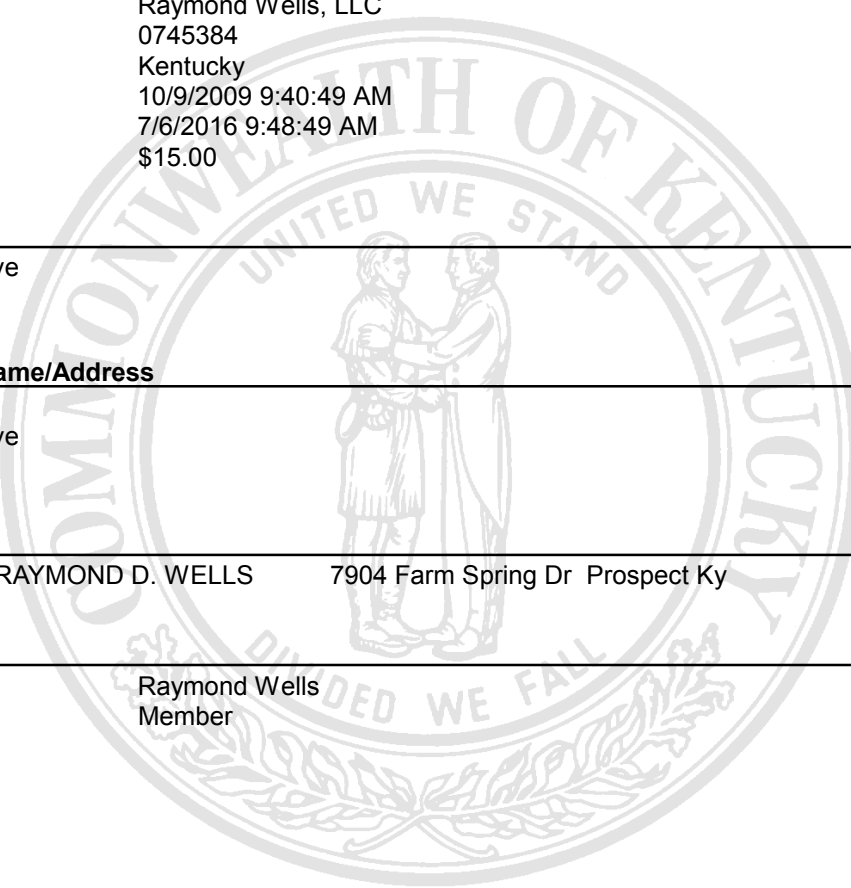 Raymond Wells, LLC
0745384
Kentucky
10/9/2009 9:40:49 AM
7/6/2016 9:48:49 AM
$15.00
ve
ame/Address
ve
RAYMOND D. WELLS 7904 Farm Spring Dr Prospect Ky
Raymond Wells
Member
COMMONWEALTH OF KENTUCKY
UNITED WE STAND
DIVIDED WE FALL